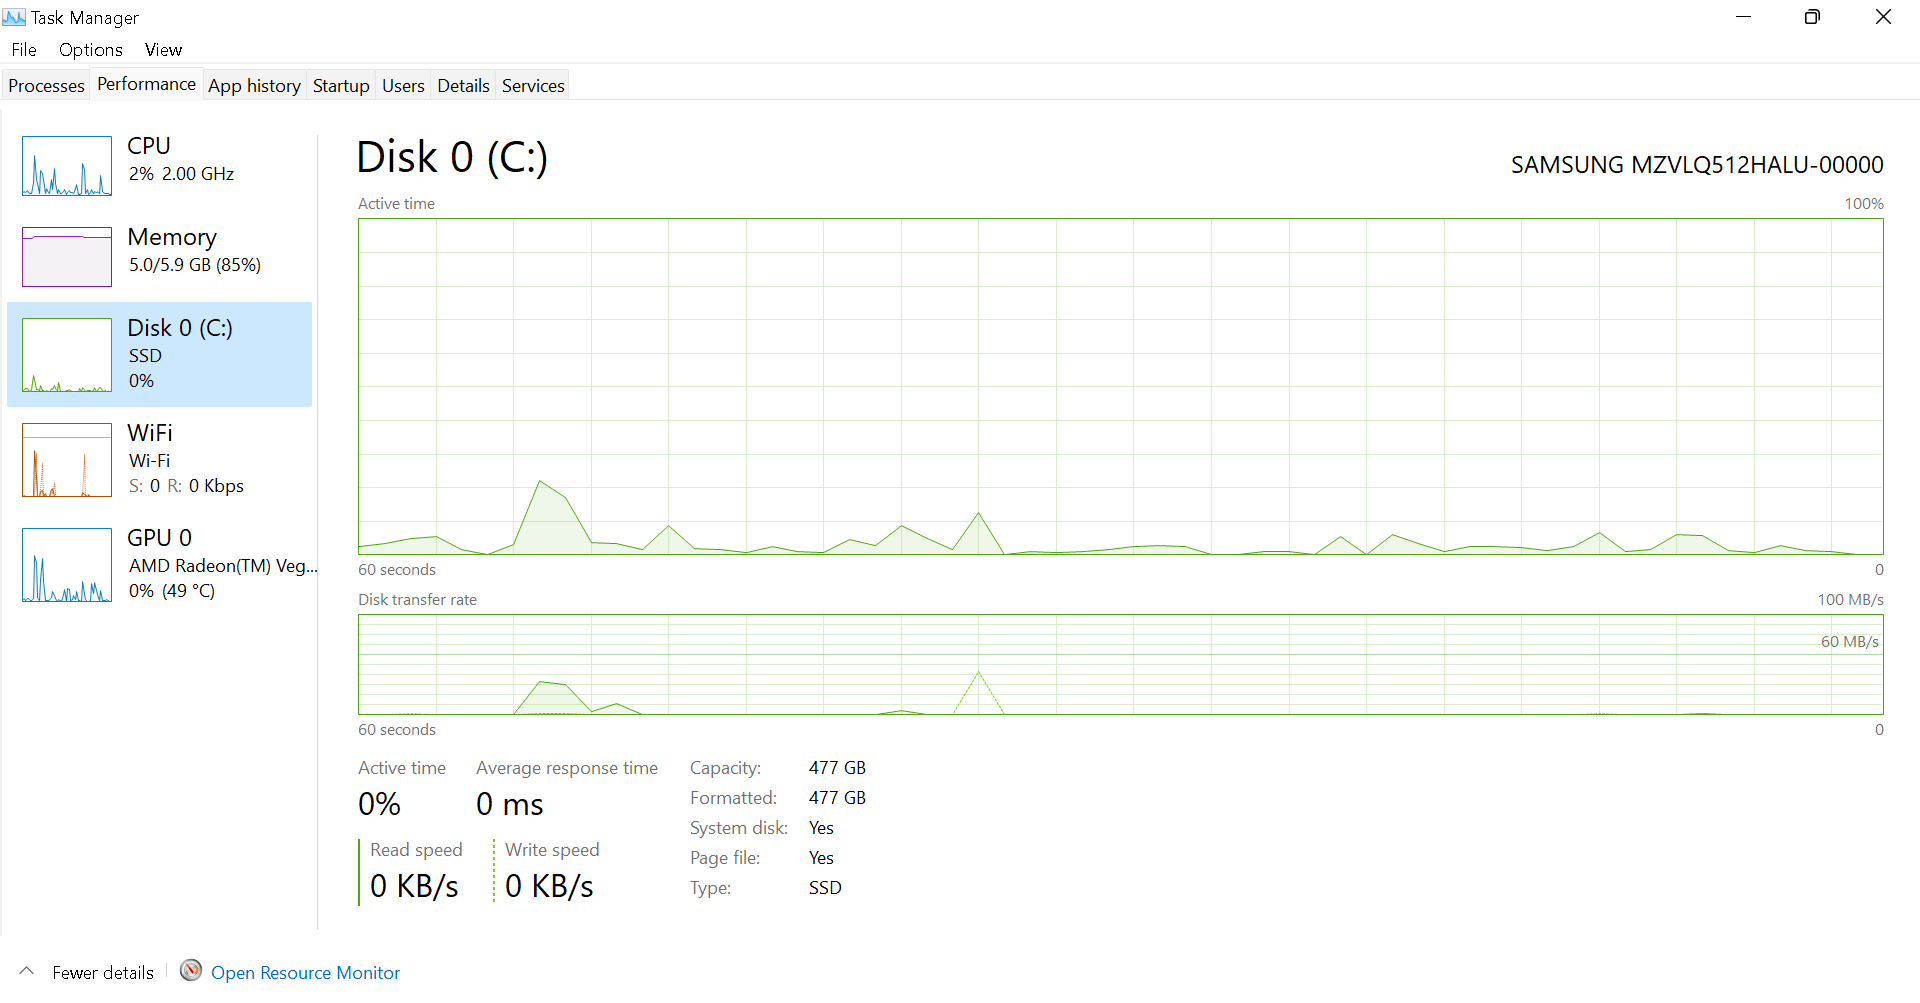 Task Manager
File Options View
Processes Performance App history Startup Users Details Services
CPU
2% 2.00 GHz
Memory
5.0/5.9 GB (85%)
Disk 0 (C:)
SSD
0%
WiFi
Wi-Fi
S: 0 R: 0 Kbps
GPU 0
AMD Radeon(TM) Veg...
0% (49 °C)
Disk 0 (C:)
SAMSUNG MZVLQ512HALU-00000
Active time 100%
60 seconds 0
Disk transfer rate 100 MB/s
60 MB/s
60 seconds 0
Active time Average response time
0% 0 ms
Read speed Write speed
0 KB/s 0 KB/s
Capacity: 477 GB
Formatted: 477 GB
System disk: Yes
Page file: Yes
Type: SSD
Fewer details Open Resource Monitor